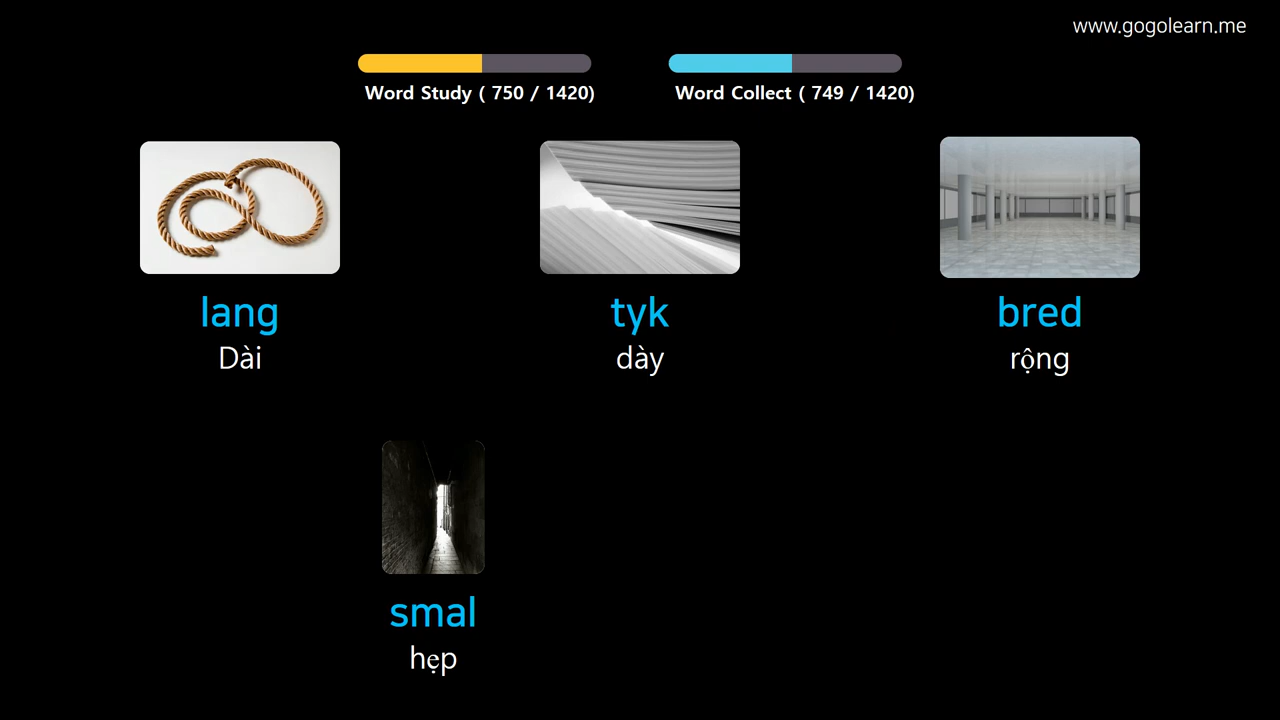 www.gogolearn.me
Word Study ( 750 / 1420)
Word Collect ( 749 / 1420)
lang
Dài
tyk
dày
bred
rộng
smal
hẹp